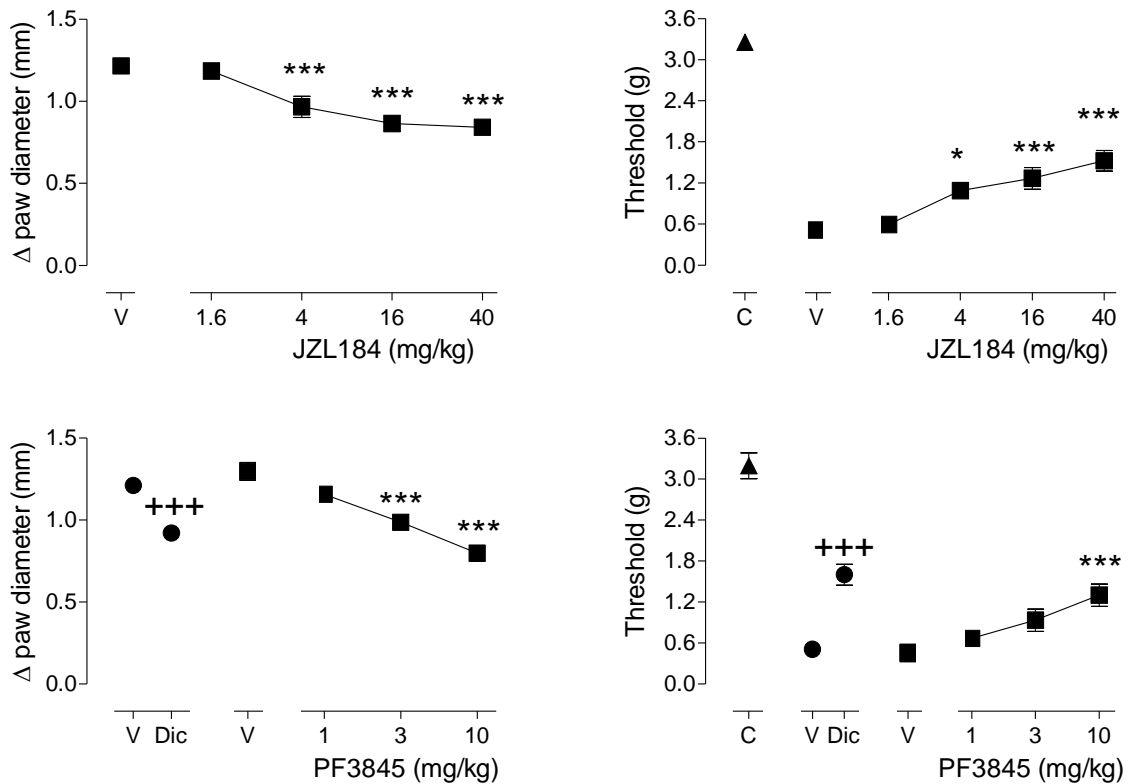 Δ paw diameter (mm)
1.5
1.0
0.5
0.0
***
***
***
V
1.6
4
16
40
JZL184 (mg/kg)
Threshold (g)
3.6
3.0
2.4
1.8
1.2
0.6
0.0
*
***
***
C
V
1.6
4
16
40
JZL184 (mg/kg)
Δ paw diameter (mm)
1.5
1.0
0.5
0.0
+++
***
***
V Dic
V
1
3
10
PF3845 (mg/kg)
Threshold (g)
3.6
3.0
2.4
1.8
1.2
0.6
0.0
+++
***
C
V Dic
V
1
3
10
PF3845 (mg/kg)